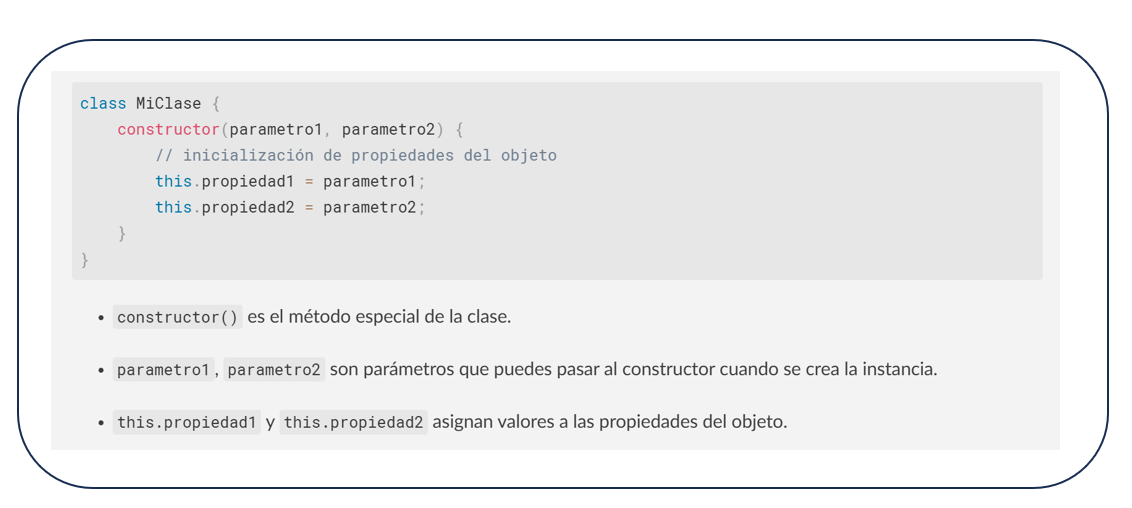 class MiClase {
    constructor(parametro1, parametro2) {
        // inicialización de propiedades del objeto
        this.propiedad1 = parametro1;
        this.propiedad2 = parametro2;
    }
}
• constructor() es el método especial de la clase.
• parametro1, parametro2 son parámetros que puedes pasar al constructor cuando se crea la instancia.
• this.propiedad1 y this.propiedad2 asignan valores a las propiedades del objeto.